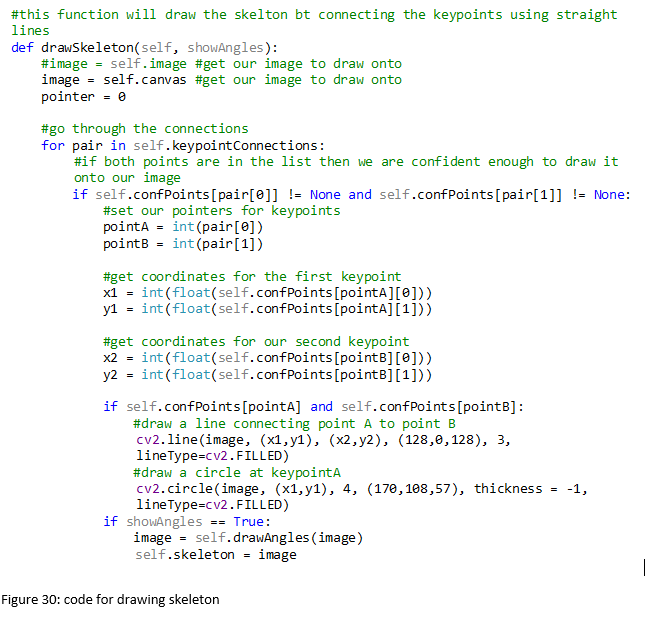 #this function will draw the skelton bt connecting the keypoints using straight
lines
def drawSkeleton(self, showAngles):
#image = self.image #get our image to draw onto
image = self.canvas #get our image to draw onto
pointer = 0
#go through the connections
for pair in self.keypointConnections:
#if both points are in the list then we are confident enough to draw it
onto our image
if self.confPoints[pair[0]] != None and self.confPoints[pair[1]] != None:
#set our pointers for keypoints
pointA = int(pair[0])
pointB = int(pair[1])
#get coordinates for the first keypoint
x1 = int(float(self.confPoints[pointA][0]))
y1 = int(float(self.confPoints[pointA][1]))
#get coordinates for our second keypoint
x2 = int(float(self.confPoints[pointB][0]))
y2 = int(float(self.confPoints[pointB][1]))
if self.confPoints[pointA] and self.confPoints[pointB]:
#draw a line connecting point A to point B
cv2.line(image, (x1,y1), (x2,y2), (128,0,128), 3,
lineType=cv2.FILLED)
#draw a circle at keypointA
cv2.circle(image, (x1,y1), 4, (170,108,57), thickness = -1,
lineType=cv2.FILLED)
if showAngles == True:
image = self.drawAngles(image)
self.skeleton = image
Figure 30: code for drawing skeleton